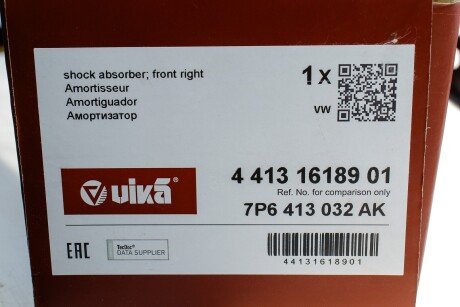 shock absorber; front right
Amortisseur
Amortiguador
Амортизатор
1 x
VW
vika
4 413 16189 01
Ref. No. for comparison only
7P6 413 032 AK
EAC
TecDoc
DATA SUPPLIER
44131618901